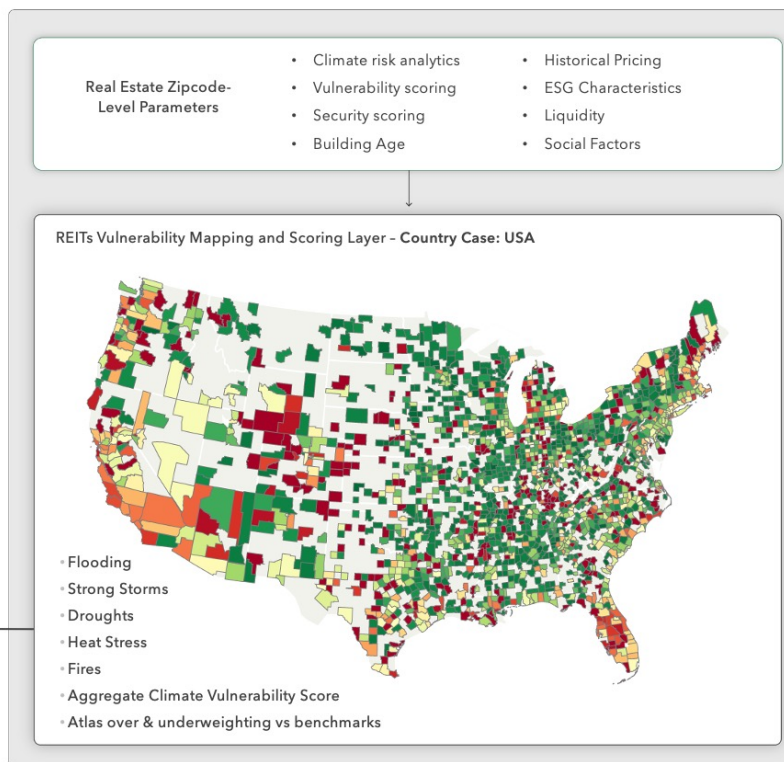 Real Estate Zipcode-
Level Parameters
• Climate risk analytics
• Vulnerability scoring
• Security scoring
• Building Age
• Historical Pricing
• ESG Characteristics
• Liquidity
• Social Factors
REITs Vulnerability Mapping and Scoring Layer – Country Case: USA
• Flooding
• Strong Storms
• Droughts
• Heat Stress
• Fires
• Aggregate Climate Vulnerability Score
• Atlas over & underweighting vs benchmarks